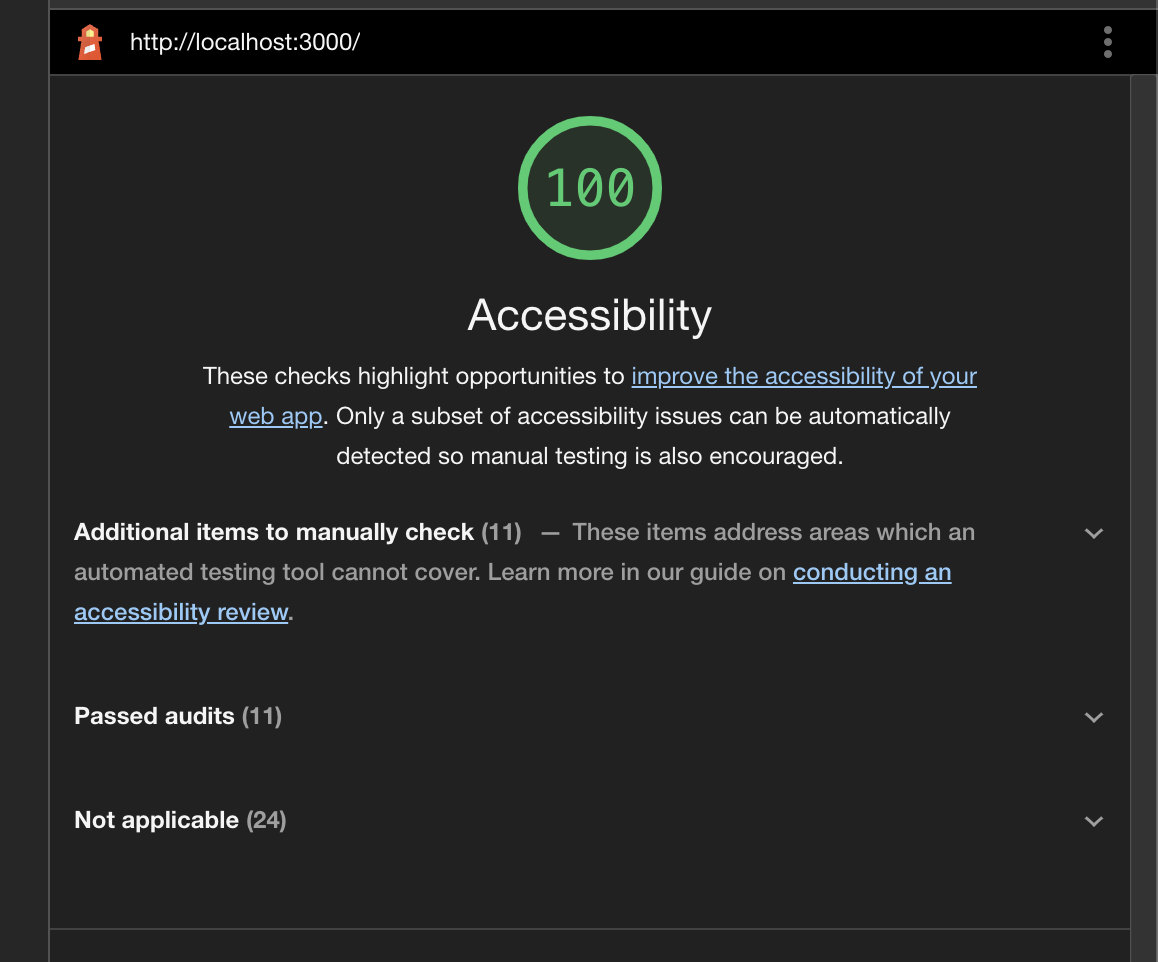 http://localhost:3000/
100
Accessibility
These checks highlight opportunities to improve the accessibility of your
web app. Only a subset of accessibility issues can be automatically
detected so manual testing is also encouraged.
Additional items to manually check (11) — These items address areas which an
automated testing tool cannot cover. Learn more in our guide on conducting an
accessibility review.
Passed audits (11)
Not applicable (24)